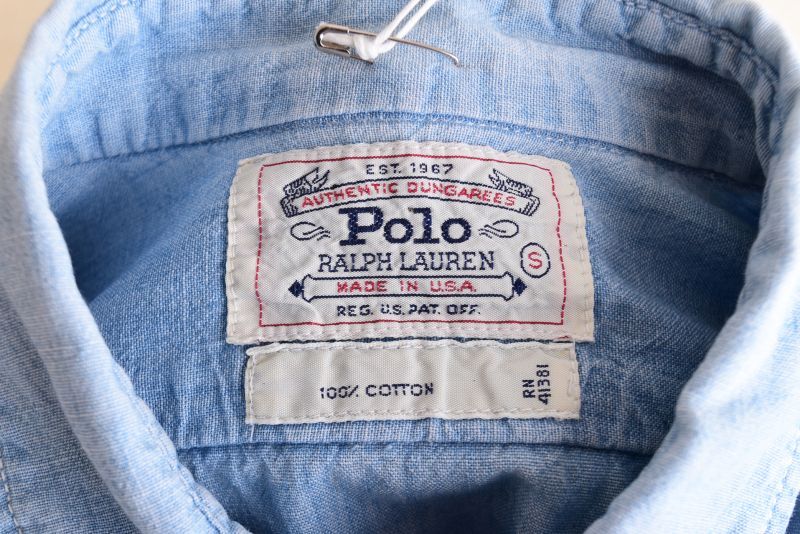 EST. 1967
AUTHENTIC DUNGAREES
Polo
RALPH LAUREN
S
MADE IN U.S.A.
REG. U.S. PAT. OFF.
100% COTTON
RN
41381